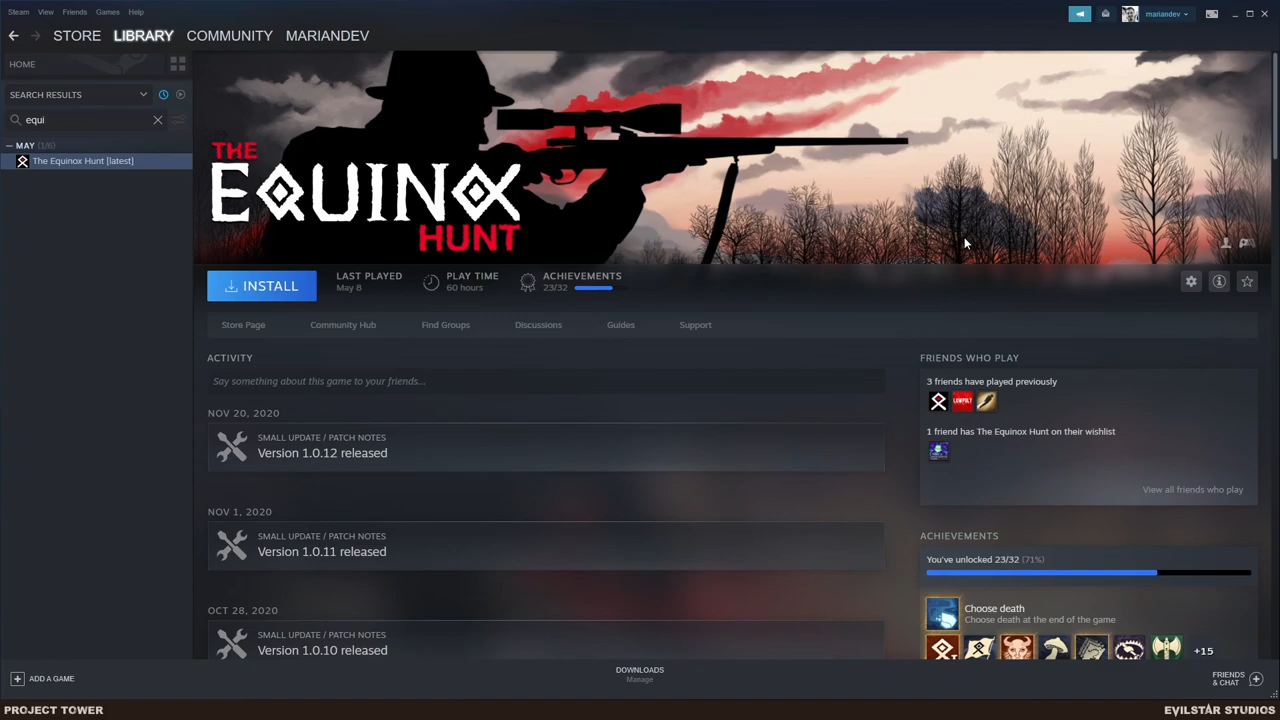 Steam View Friends Games Help
mariandev
STORE LIBRARY COMMUNITY MARIANDEV
HOME
SEARCH RESULTS
equi
MAY (1/6)
The Equinox Hunt [latest]
THE
EQUINOX
HUNT
INSTALL
LAST PLAYED
May 8
PLAY TIME
60 hours
ACHIEVEMENTS
23/32
Store Page Community Hub Find Groups Discussions Guides Support
ACTIVITY
Say something about this game to your friends...
NOV 20, 2020
SMALL UPDATE / PATCH NOTES
Version 1.0.12 released
NOV 1, 2020
SMALL UPDATE / PATCH NOTES
Version 1.0.11 released
OCT 28, 2020
SMALL UPDATE / PATCH NOTES
Version 1.0.10 released
FRIENDS WHO PLAY
3 friends have played previously
LOWPOLY
1 friend has The Equinox Hunt on their wishlist
View all friends who play
ACHIEVEMENTS
You've unlocked 23/32 (71%)
Choose death
Choose death at the end of the game
+15
ADD A GAME
DOWNLOADS
Manage
FRIENDS
& CHAT
PROJECT TOWER
EVILSTAR STUDIOS